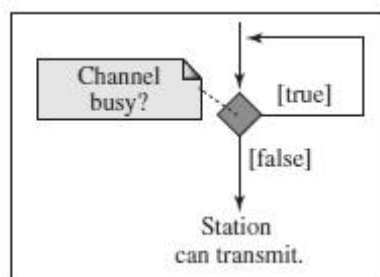 Channel
busy?
[true]
[false]
Station
can transmit.